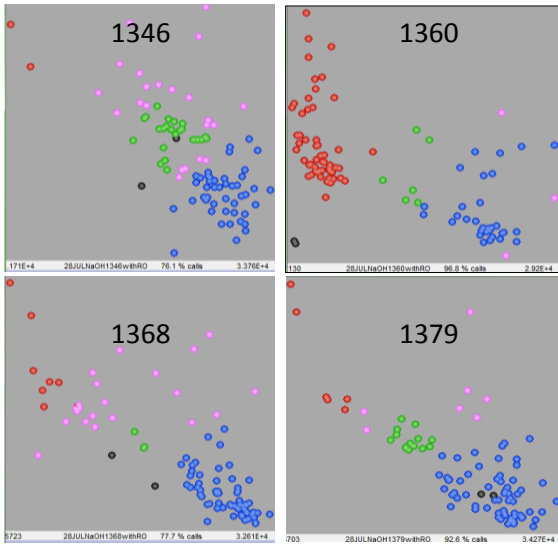 1346
.171E+4 28JULNaOH1346withRO 76.1 % calls 3.376E+4
1360
130 28JULNaOH1360withRO 96.8 % calls 2.92E+4
1368
5723 28JULNaOH1368withRO 77.7 % calls 3.261E+4
1379
703 28JULNaOH1379withRO 92.6 % calls 3.427E+4